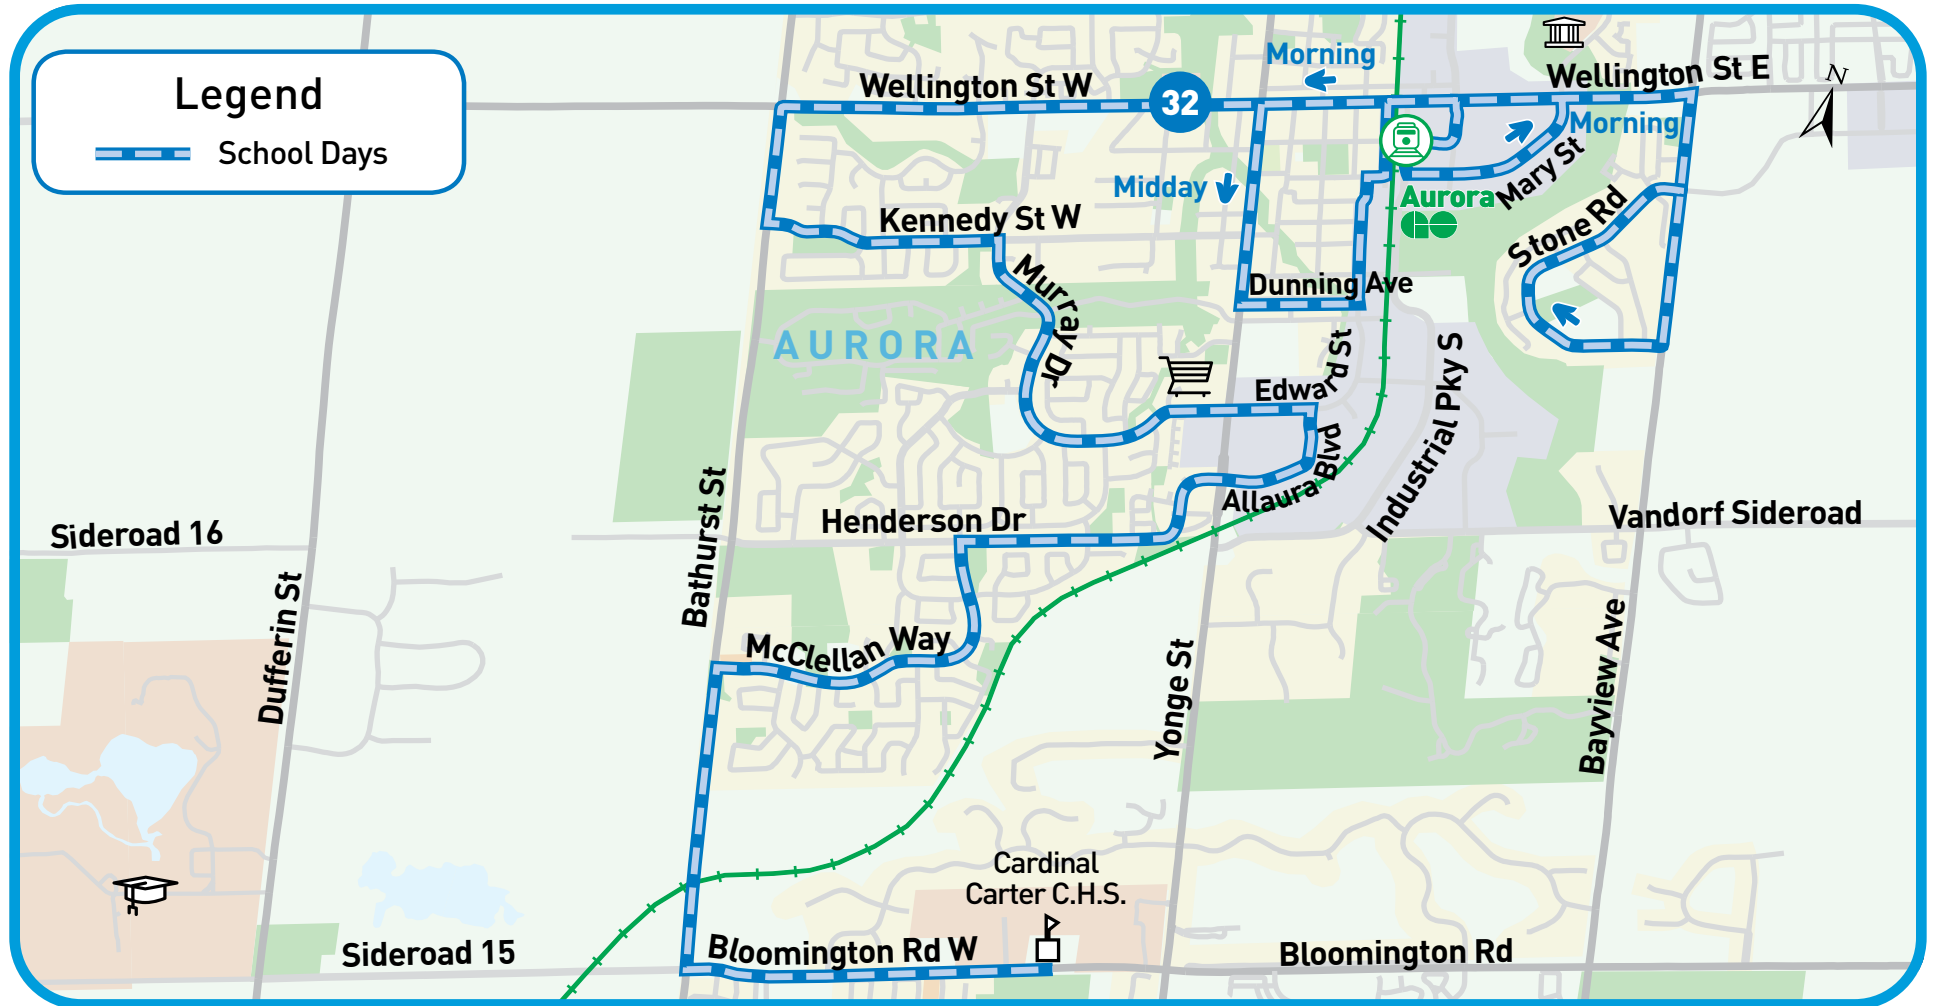 Legend
School Days
Morning
Wellington St W
32
Wellington St E
N
Morning
Midday
Mary St
Aurora
GO
Kennedy St W
Stone Rd
Murray Dr
Dunning Ave
AURORA
Edward St
Industrial Pky S
Allaura Blvd
Bathurst St
Henderson Dr
Vandorf Sideroad
Sideroad 16
Dufferin St
McClellan Way
Yonge St
Bayview Ave
Cardinal
Carter C.H.S.
Sideroad 15
Bloomington Rd W
Bloomington Rd